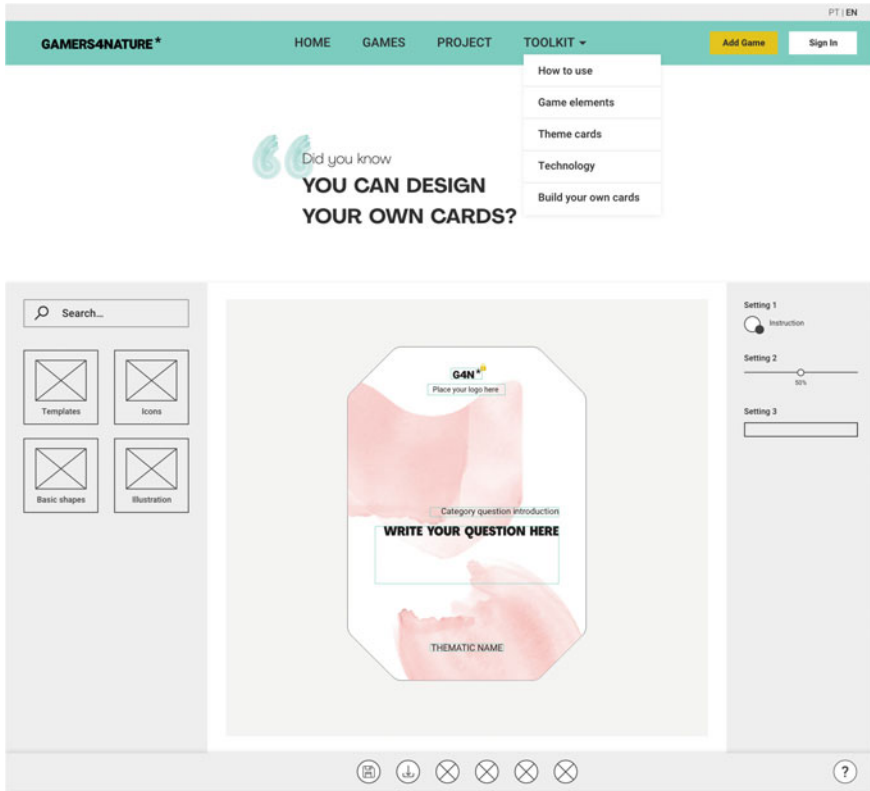 PT | EN
GAMERS4NATURE*
HOME
GAMES
PROJECT
TOOLKIT
Add Game
Sign In
How to use
Game elements
Theme cards
Technology
Build your own cards
Did you know
YOU CAN DESIGN
YOUR OWN CARDS?
Search...
Templates
Icons
Basic shapes
Illustration
G4N*
Place your logo here
Category question introduction
WRITE YOUR QUESTION HERE
THEMATIC NAME
Setting 1
Instruction
Setting 2
50%
Setting 3
?